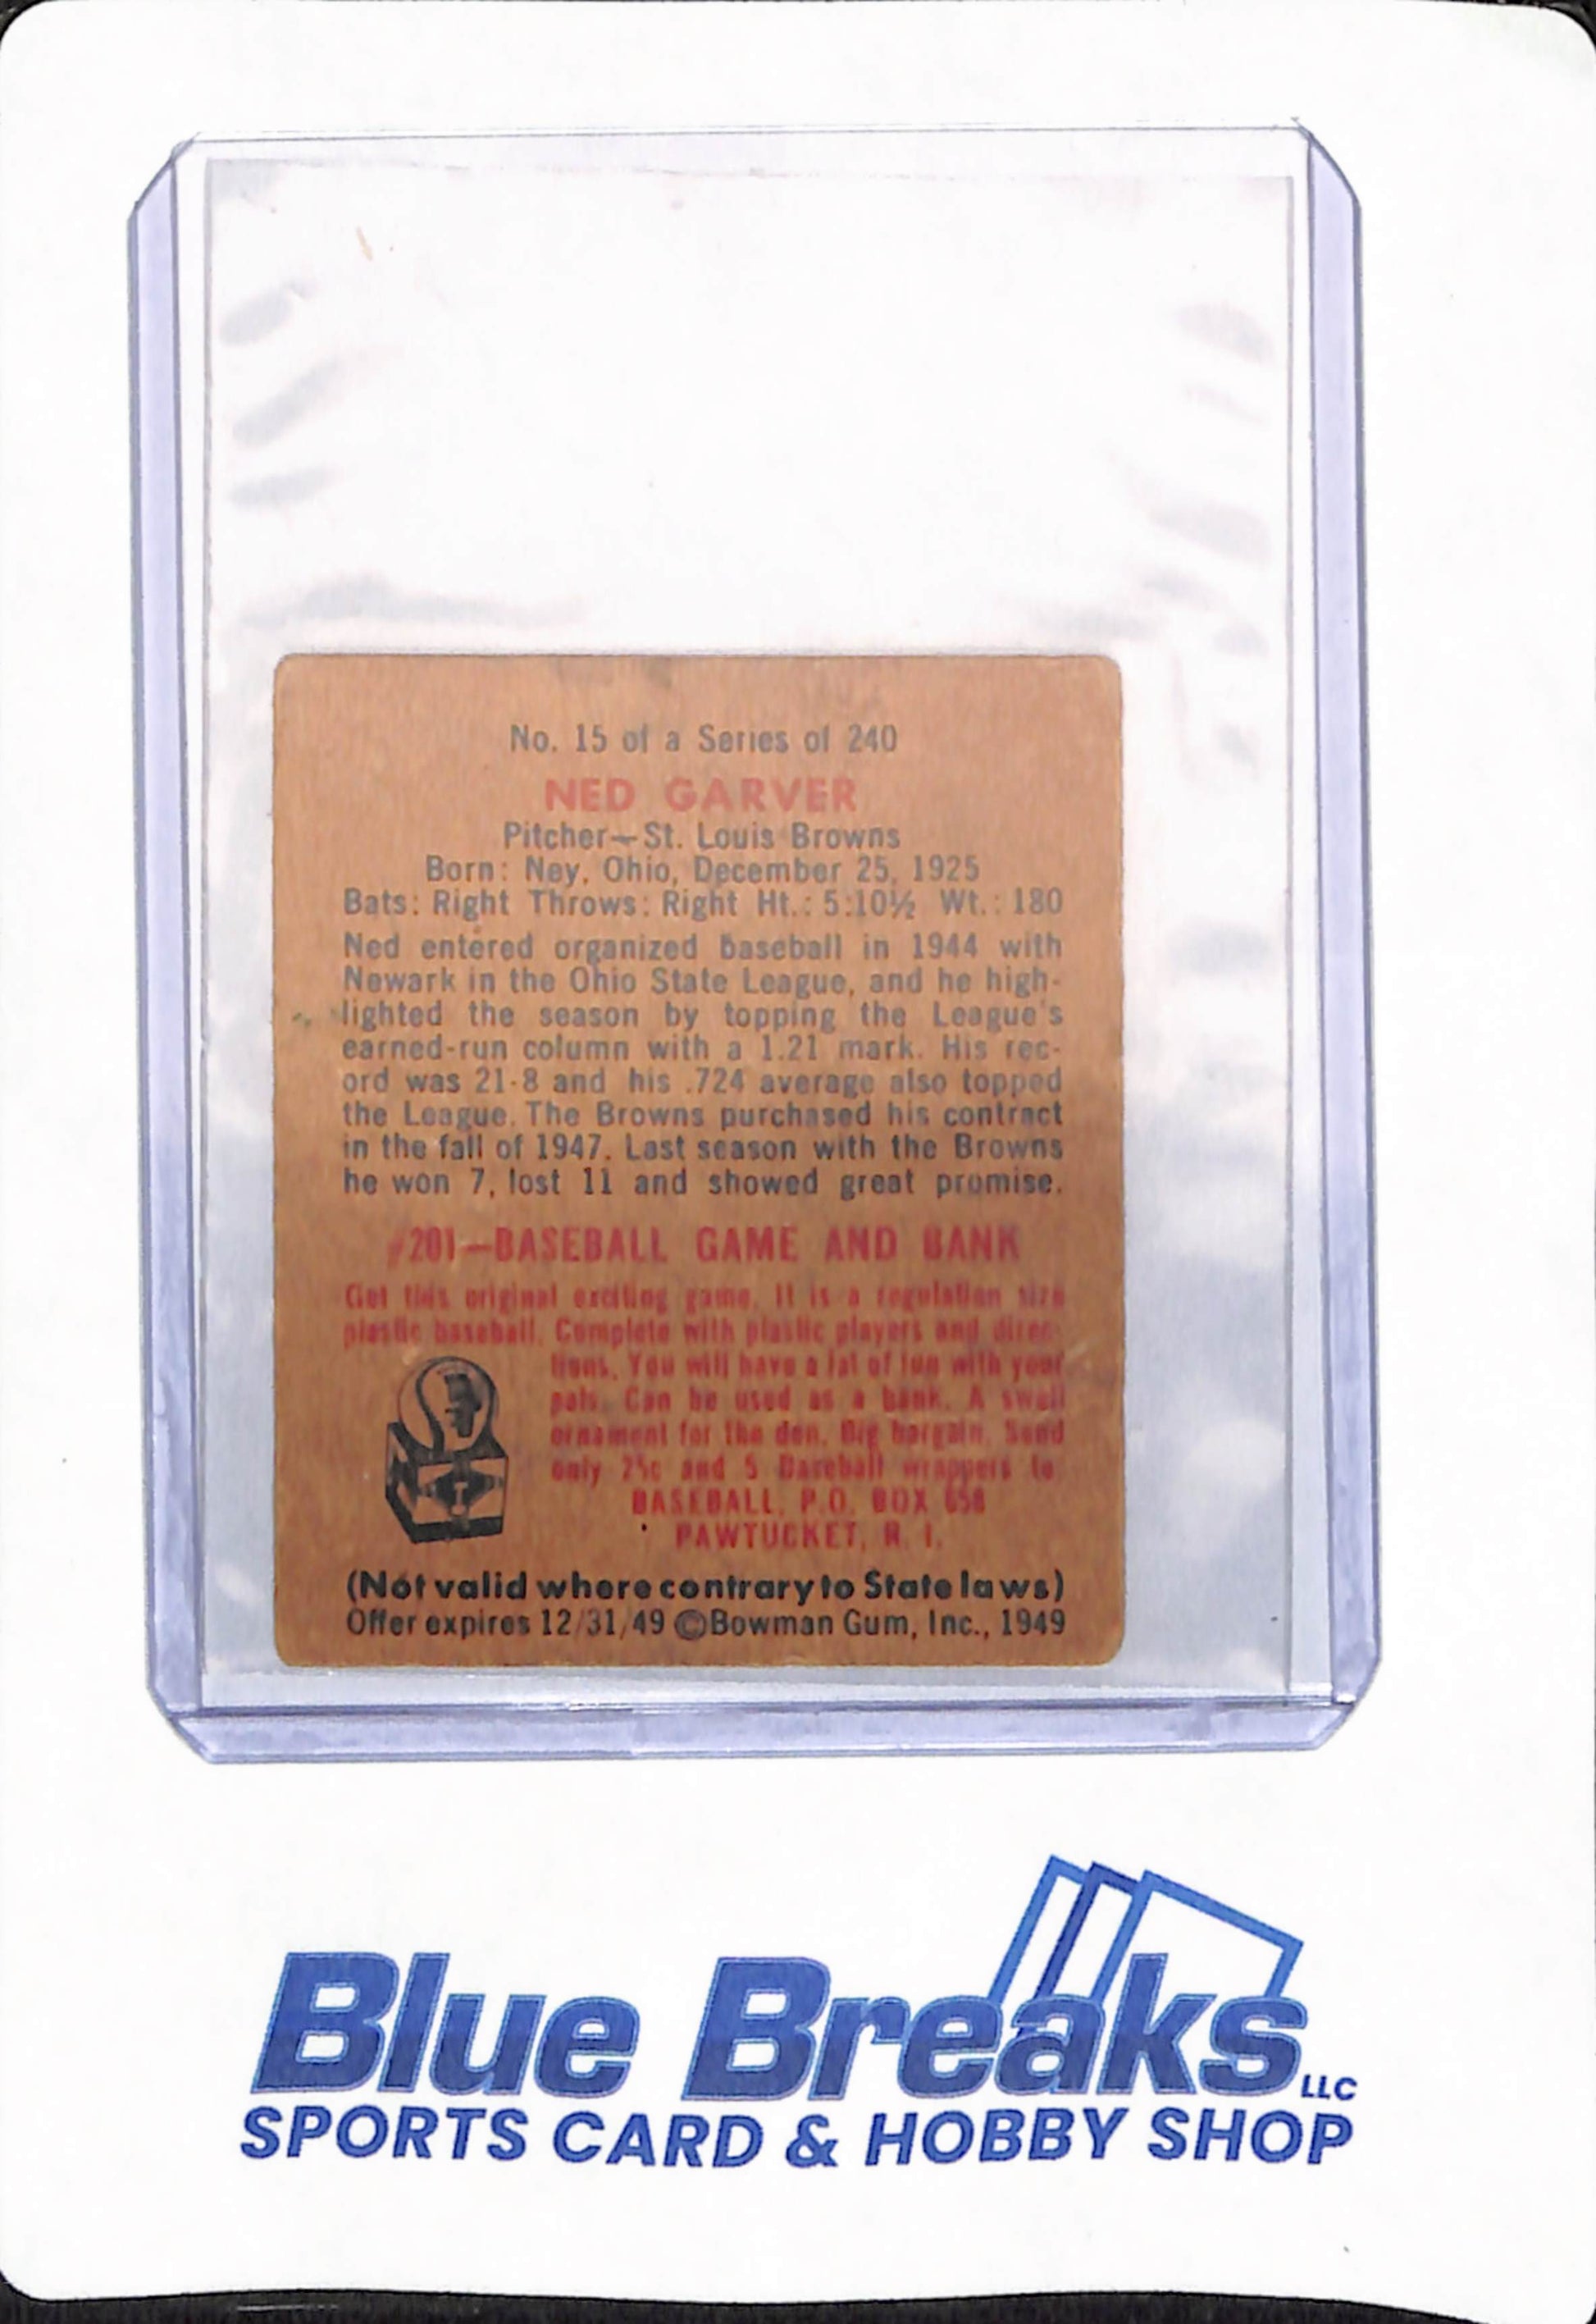 No. 15 of a Series of 240
NED GARVER
Pitcher—St. Louis Browns
Born: Ney, Ohio, December 25, 1925
Bats: Right Throws: Right Ht.: 5:10½ Wt.: 180
Ned entered organized baseball in 1944 with
Newark in the Ohio State League, and he high-
lighted the season by topping the League's
earned-run column with a 1.21 mark. His rec-
ord was 21-8 and his .724 average also topped
the League. The Browns purchased his contract
in the fall of 1947. Last season with the Browns
he won 7, lost 11 and showed great promise.
#201—BASEBALL GAME AND BANK
Get this original exciting game. It is a regulation size
plastic baseball. Complete with plastic players and direc-
tions. You will have a lot of fun with your
pals. Can be used as a bank. A swell
ornament for the den. Big bargain. Send
only 25c and 5 Baseball wrappers to
BASEBALL, P.O. BOX 658
PAWTUCKET, R. I.
(Not valid where contrary to State laws)
Offer expires 12/31/49 ©Bowman Gum, Inc., 1949
Blue Breaks LLC
SPORTS CARD & HOBBY SHOP